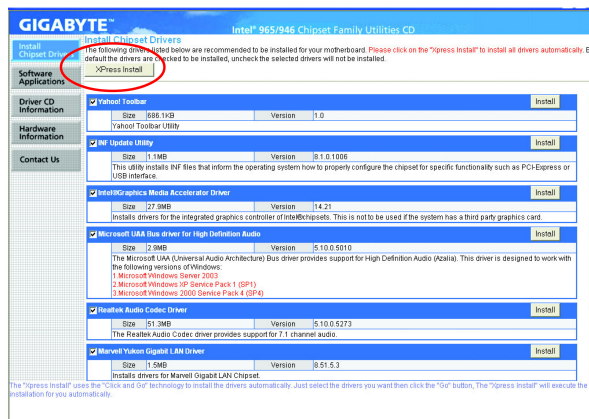 GIGABYTE™
Intel® 965/946 Chipset Family Utilities CD
Install
Chipset Drivers
Software
Applications
Driver CD
Information
Hardware
Information
Contact Us
Install Chipset Drivers
The following drivers listed below are recommended to be installed for your motherboard. Please click on the "Xpress Install" to install all drivers automatically. B
default the drivers are checked to be installed, uncheck the selected drivers will not be installed.
XPress Install
Yahoo! Toolbar Install
Size 686.1KB Version 1.0
Yahoo! Toolbar Utility
INF Update Utility Install
Size 1.1MB Version 8.1.0.1006
This utility installs INF files that inform the operating system how to properly configure the chipset for specific functionality such as PCI-Express or
USB interface.
Intel®Graphics Media Accelerator Driver Install
Size 27.9MB Version 14.21
Installs drivers for the integrated graphics controller of Intel®chipsets. This is not to be used if the system has a third party graphics card.
Microsoft UAA Bus driver for High Definition Audio Install
Size 2.9MB Version 5.10.0.5010
The Microsoft UAA (Universal Audio Architecture) Bus driver provides support for High Definition Audio (Azalia). This driver is designed to work with
the following versions of Windows:
1.Microsoft Windows Server 2003
2.Microsoft Windows XP Service Pack 1 (SP1)
3.Microsoft Windows 2000 Service Pack 4 (SP4)
Realtek Audio Codec Driver Install
Size 51.3MB Version 5.10.0.5273
The Realtek Audio Codec driver provides support for 7.1 channel audio.
Marvell Yukon Gigabit LAN Driver Install
Size 1.5MB Version 8.51.5.3
Installs drivers for Marvell Gigabit LAN Chipset.
The "Xpress Install" uses the "Click and Go" technology to install the drivers automatically. Just select the drivers you want then click the "Go" button, The "Xpress Install" will execute the
installation for you automatically.